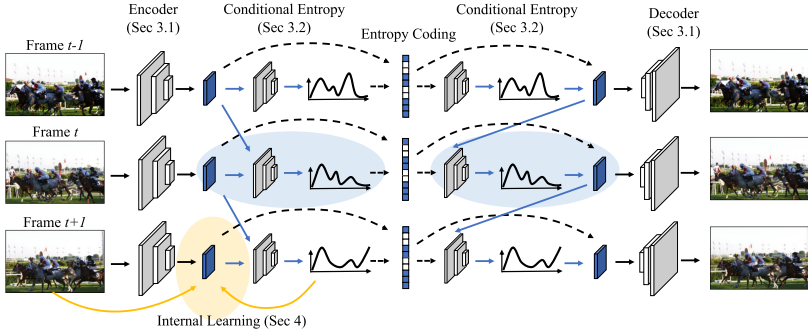 Encoder
(Sec 3.1)
Conditional Entropy
(Sec 3.2)
Entropy Coding
Conditional Entropy
(Sec 3.2)
Decoder
(Sec 3.1)
Frame t-1
Frame t
Frame t+1
Internal Learning (Sec 4)